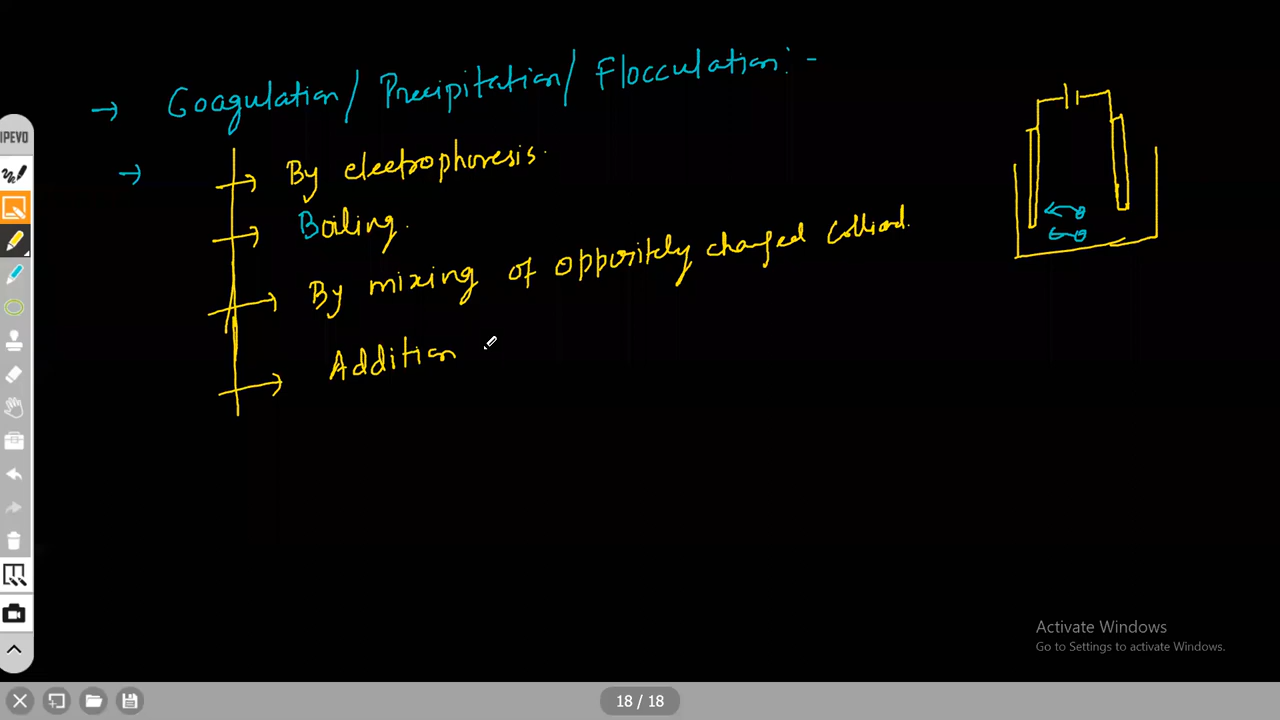 → Coagulation/ Precipitation/ Flocculation:-
→ By electrophoresis.
→ Boiling.
→ By mixing of oppositely charged Colliod.
→ Addition
IPEVO
Activate Windows
Go to Settings to activate Windows.
18 / 18